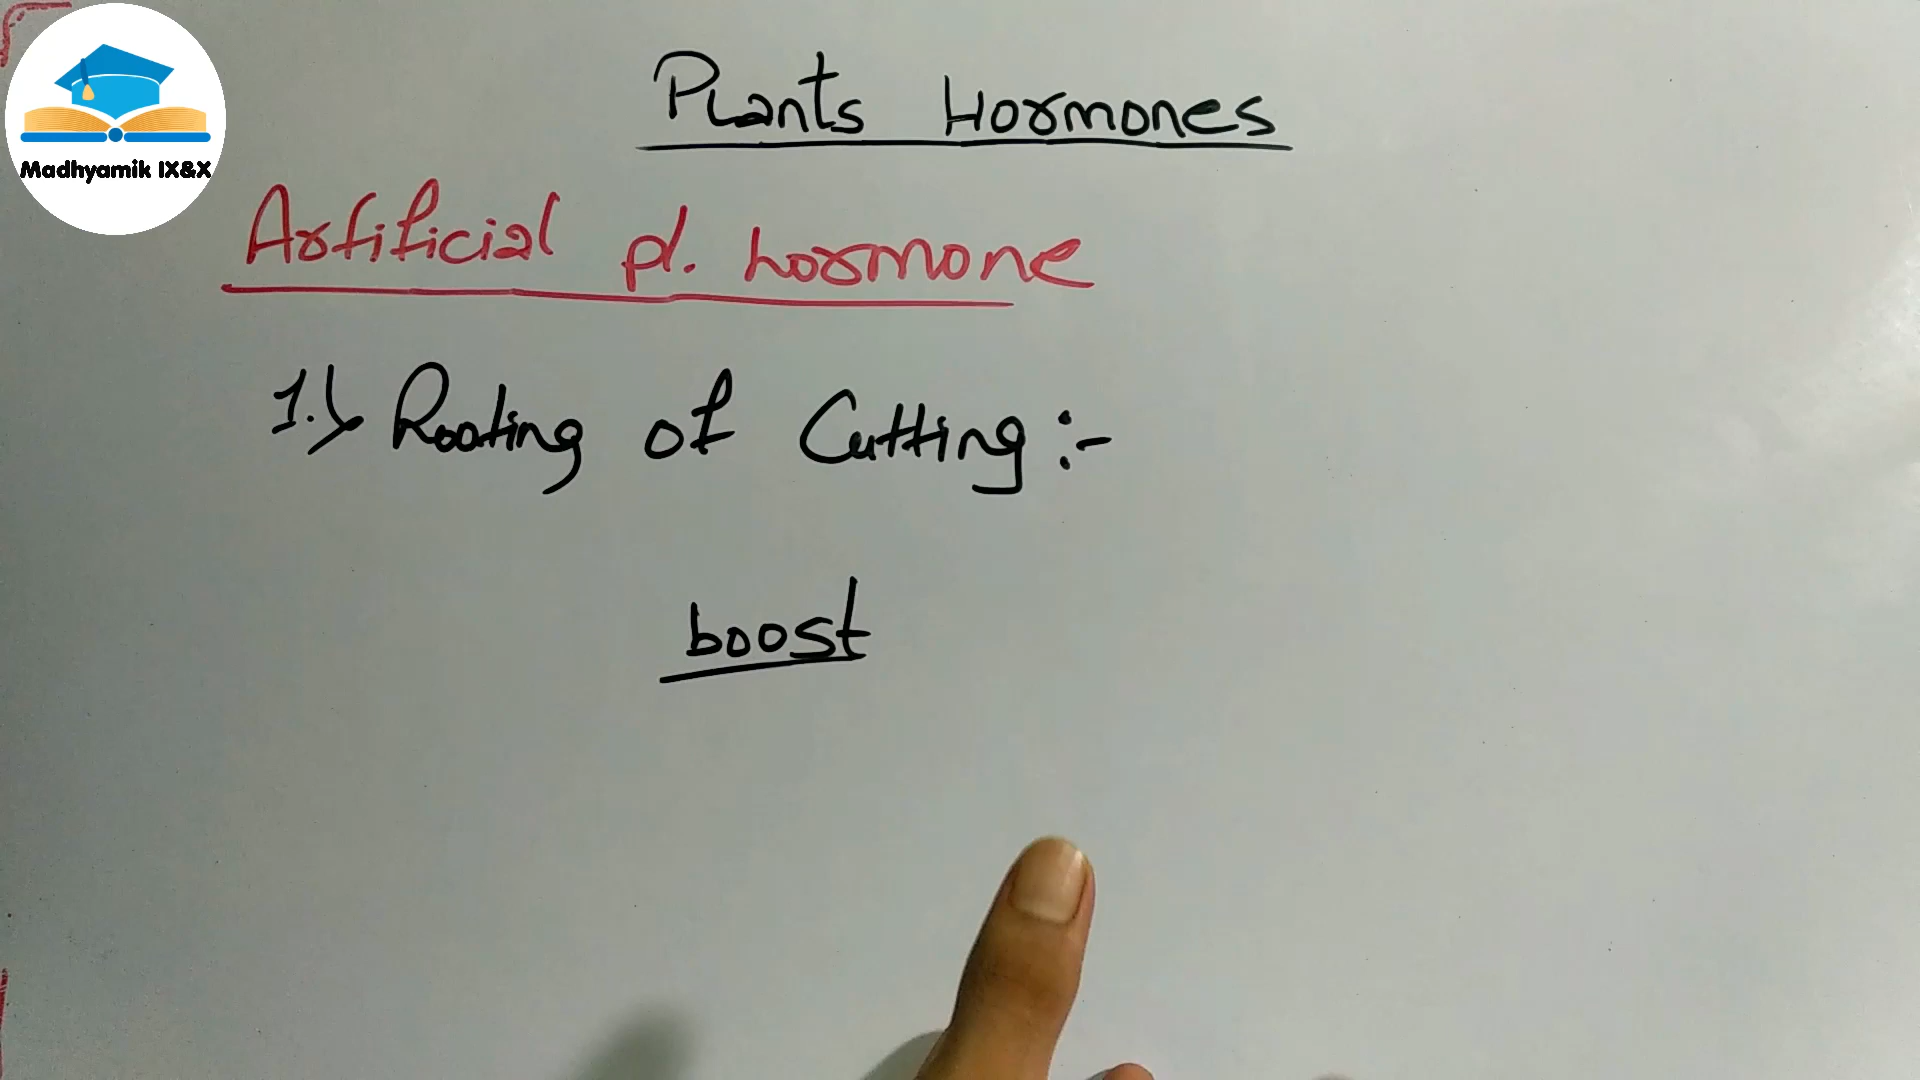 Plants Hormones
Madhyamik IX&X
Artificial pl. hormone
1.) Rooting of Cutting :-
boost